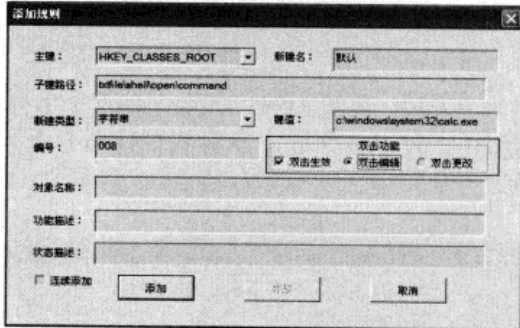 添加规则
主键： HKEY_CLASSES_ROOT 新键名： 默认
子键路径： txtfile\shell\open\command
新建类型： 字符串 键值： c:\windows\system32\calc.exe
编号： 008 双击功能
双击生效 双击编辑 双击更改
对象名称：
功能描述：
状态描述：
连续添加 添加 取消